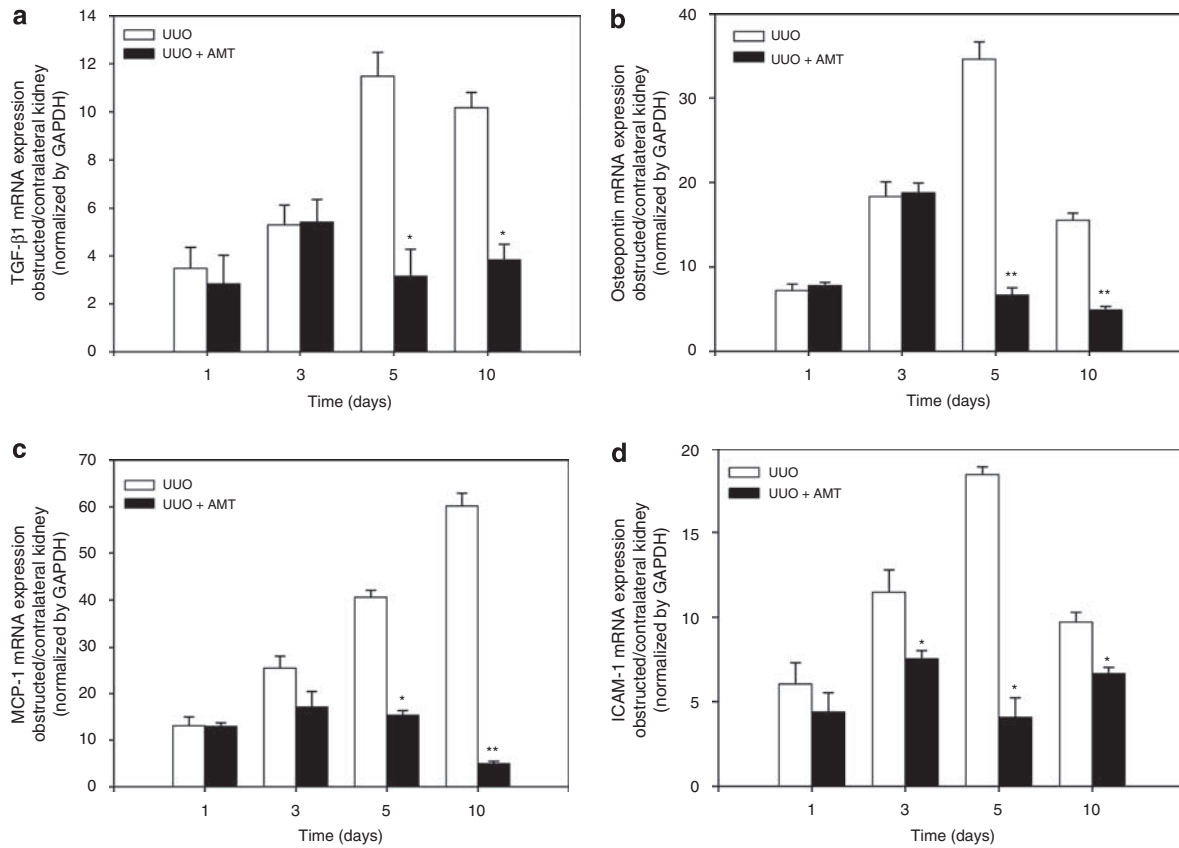 a
14
12
10
8
6
4
2
0
TGF-β1 mRNA expression
obstructed/contralateral kidney
(normalized by GAPDH)
UUO
UUO + AMT
*
*
1 3 5 10
Time (days)
b
40
30
20
10
0
Osteopontin mRNA expression
obstructed/contralateral kidney
(normalized by GAPDH)
UUO
UUO + AMT
**
**
1 3 5 10
Time (days)
c
70
60
50
40
30
20
10
0
MCP-1 mRNA expression
obstructed/contralateral kidney
(normalized by GAPDH)
UUO
UUO + AMT
*
**
1 3 5 10
Time (days)
d
20
15
10
5
0
ICAM-1 mRNA expression
obstructed/contralateral kidney
(normalized by GAPDH)
UUO
UUO + AMT
*
*
*
1 3 5 10
Time (days)